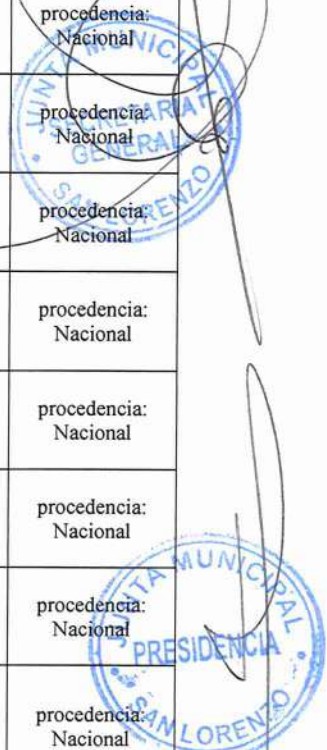 procedencia:
Nacional
JUNTA MUNICIPAL
SECRETARIA
GENERAL
SAN LORENZO
procedencia:
Nacional
procedencia:
Nacional
procedencia:
Nacional
procedencia:
Nacional
procedencia:
Nacional
procedencia:
Nacional
JUNTA MUNICIPAL
PRESIDENCIA
SAN LORENZO
procedencia:
Nacional